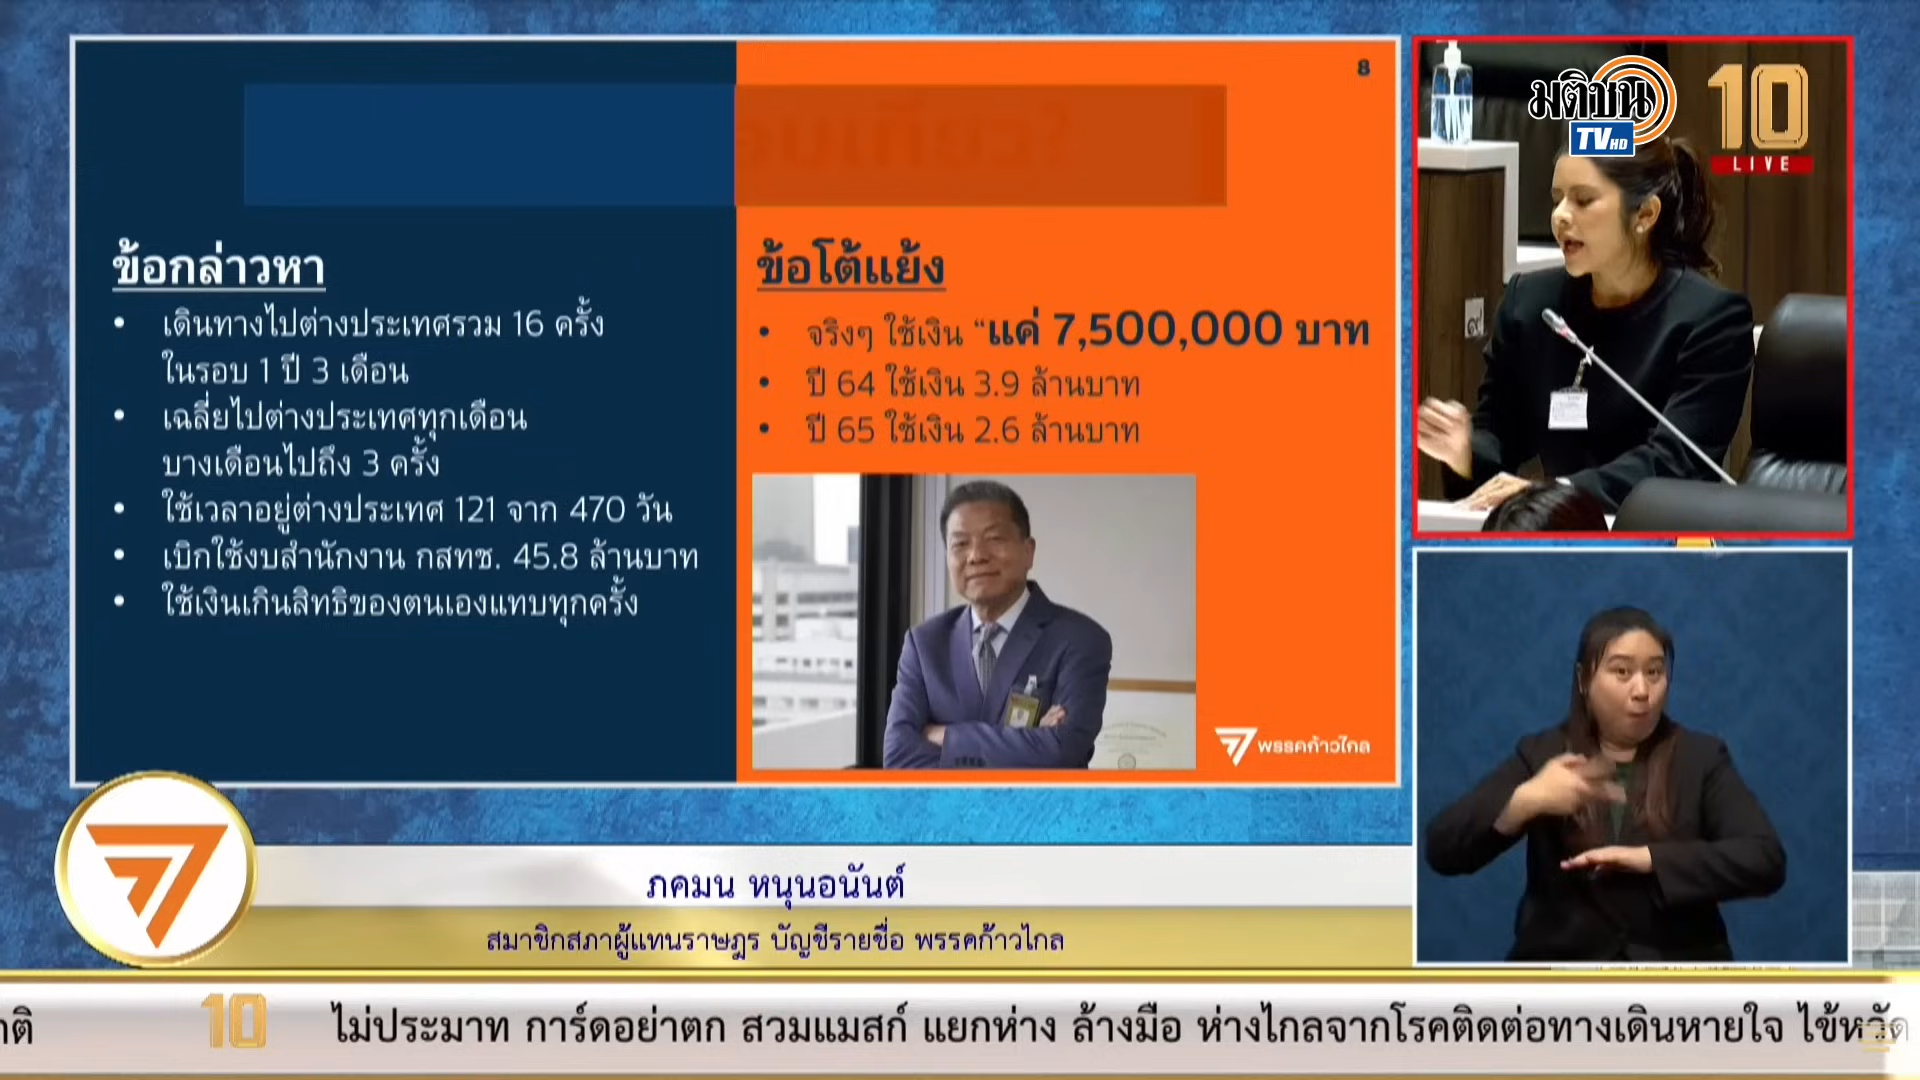 8
มติชน
TV HD
10
LIVE
ข้อกล่าวหา
• เดินทางไปต่างประเทศรวม 16 ครั้ง
ในรอบ 1 ปี 3 เดือน
• เฉลี่ยไปต่างประเทศทุกเดือน
บางเดือนไปถึง 3 ครั้ง
• ใช้เวลาอยู่ต่างประเทศ 121 จาก 470 วัน
• เบิกใช้งบสำนักงาน กสทช. 45.8 ล้านบาท
• ใช้เงินเกินสิทธิของตนเองแทบทุกครั้ง
ข้อโต้แย้ง
• จริงๆ ใช้เงิน “แค่ 7,500,000 บาท
• ปี 64 ใช้เงิน 3.9 ล้านบาท
• ปี 65 ใช้เงิน 2.6 ล้านบาท
พรรคก้าวไกล
ภคมน หนุนอนันต์
สมาชิกสภาผู้แทนราษฎร บัญชีรายชื่อ พรรคก้าวไกล
10 ไม่ประมาท การ์ดอย่าตก สวมแมสก์ แยกห่าง ล้างมือ ห่างไกลจากโรคติดต่อทางเดินหายใจ ไข้หวัด